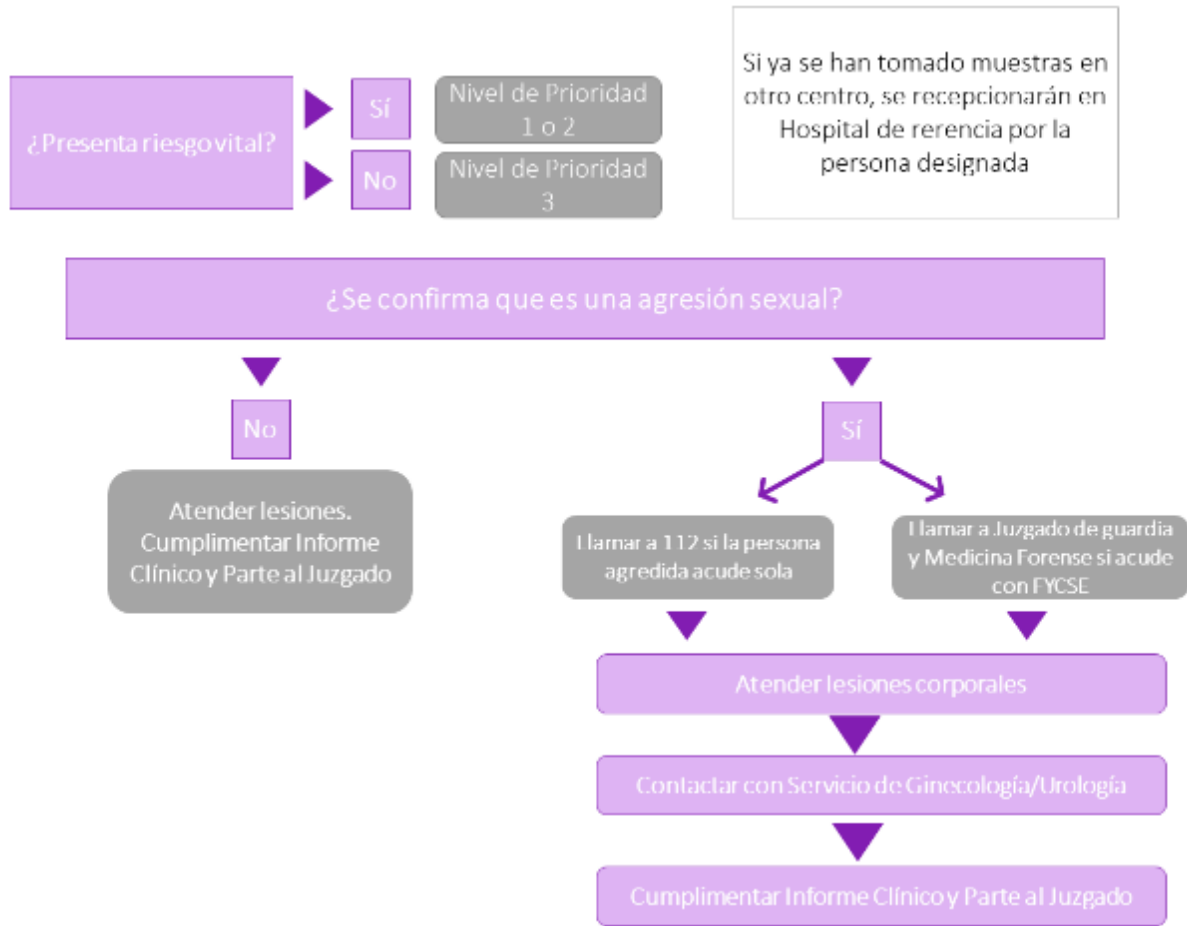 ¿Presenta riesgo vital?
Sí
Nivel de Prioridad
1 o 2
No
Nivel de Prioridad
3
Si ya se han tomado muestras en
otro centro, se recepcionarán en
Hospital de rerencia por la
persona designada
¿Se confirma que es una agresión sexual?
No
Atender lesiones.
Cumplimentar Informe
Clínico y Parte al Juzgado
Sí
Llamar a 112 si la persona
agredida acude sola
Llamar a Juzgado de guardia
y Medicina Forense si acude
con FYCSE
Atender lesiones corporales
Contactar con Servicio de Ginecología/Urología
Cumplimentar Informe Clínico y Parte al Juzgado